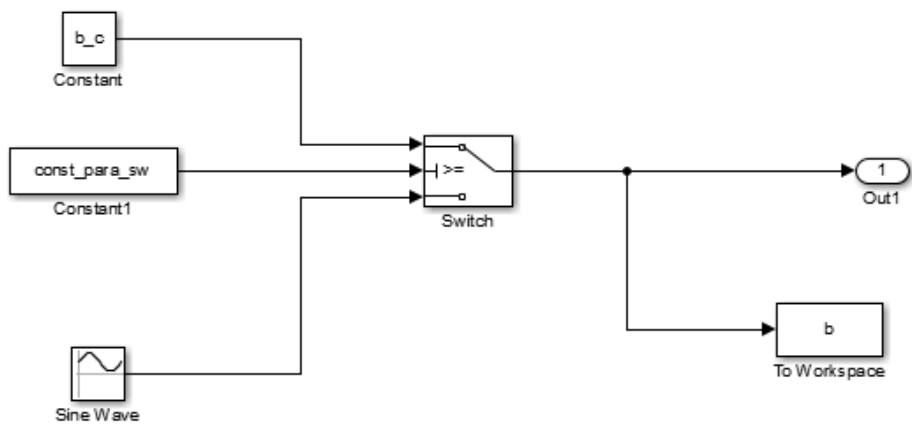 b_c
Constant
const_para_sw
Constant1
>=
Switch
1
Out1
b
To Workspace
Sine Wave